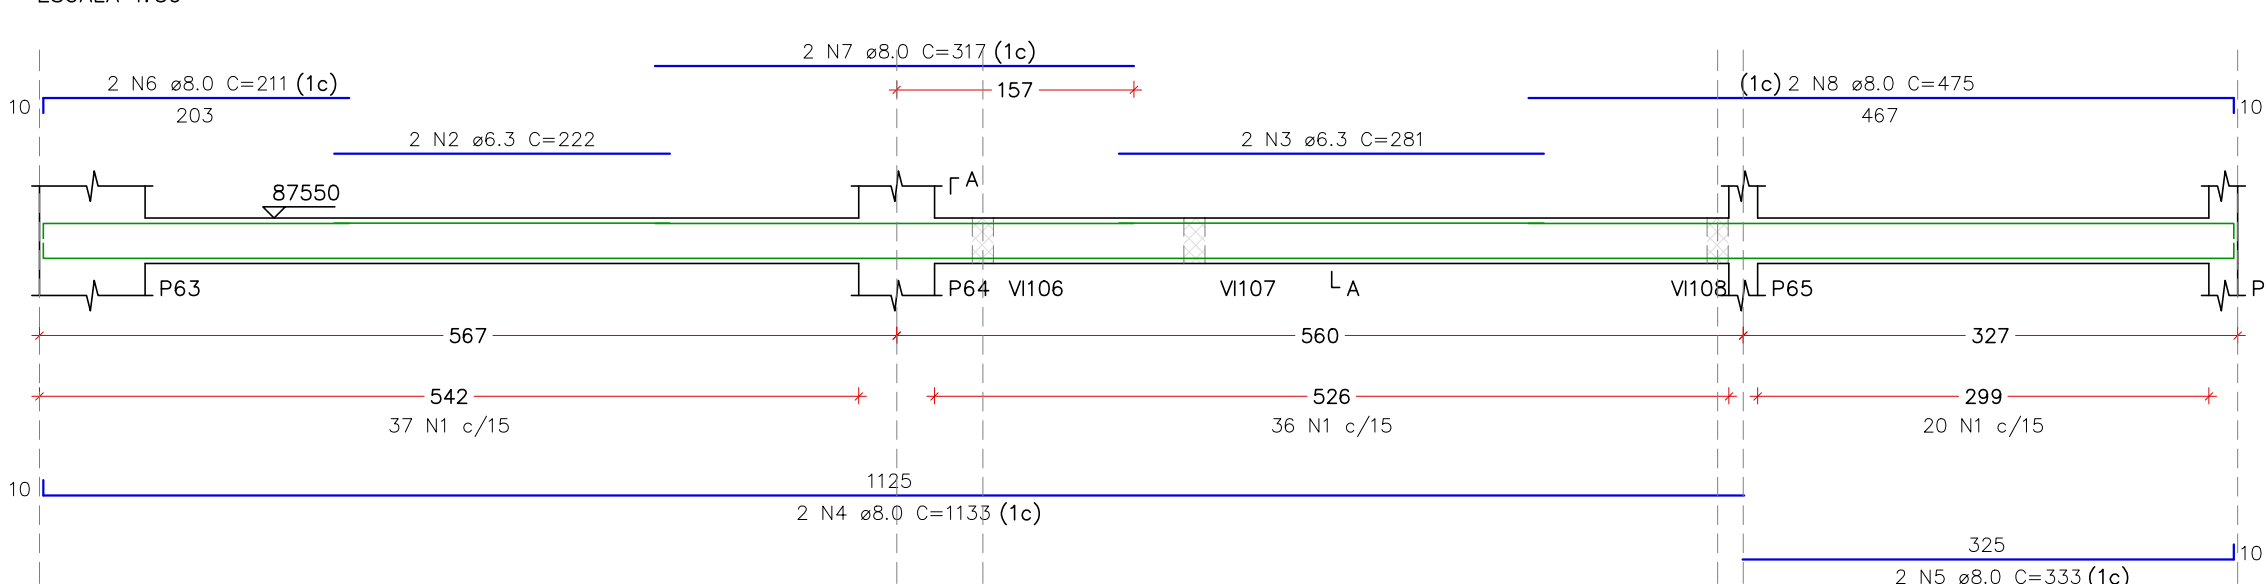 2 N7 ø8.0 C=317 (1c)
2 N6 ø8.0 C=211 (1c)
157
(1c) 2 N8 ø8.0 C=475
10
203
467
10
2 N2 ø6.3 C=222
2 N3 ø6.3 C=281
A
87550
P63
P64
VI106
VI107
A
VI108
P65
P
567
560
327
542
526
299
37 N1 c/15
36 N1 c/15
20 N1 c/15
1125
10
2 N4 ø8.0 C=1133 (1c)
325
10
2 N5 ø8.0 C=333 (1c)